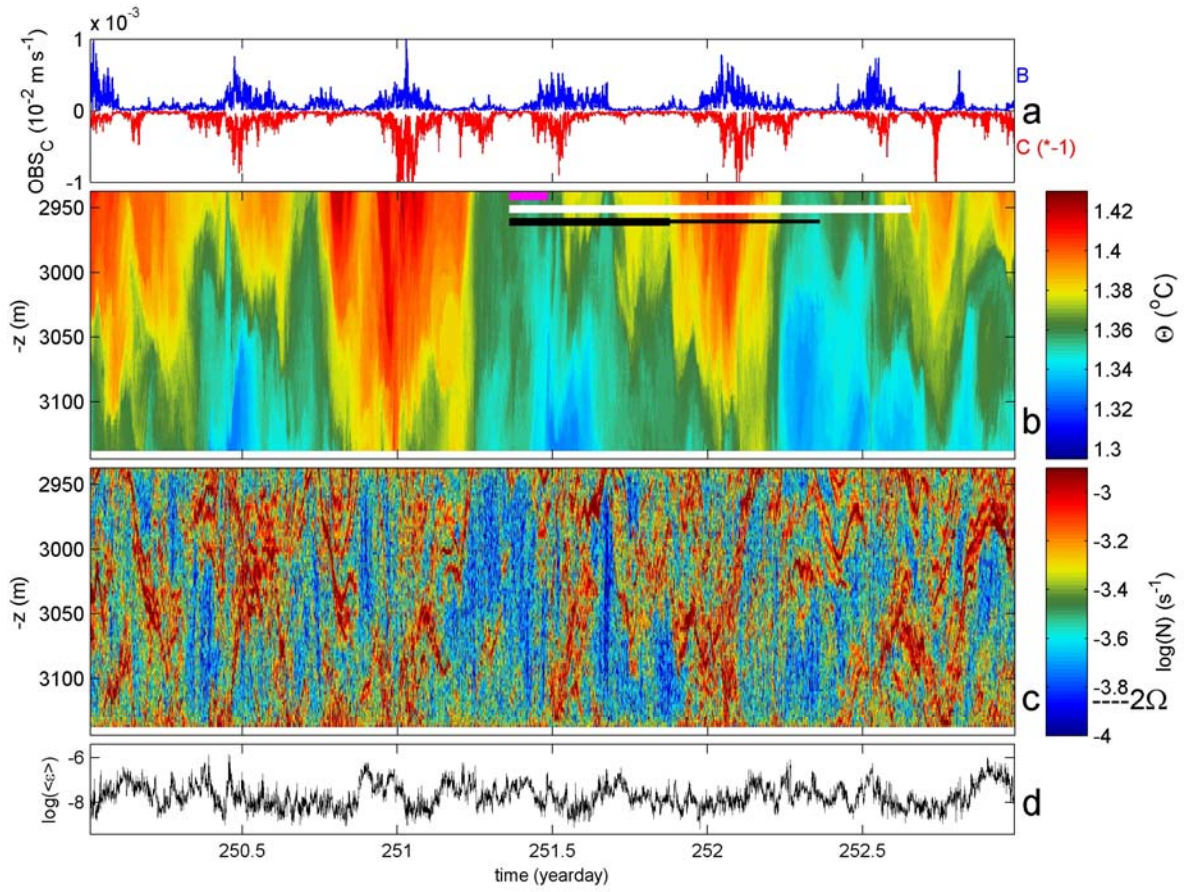 x 10⁻³
1
0
-1
OBS_C (10⁻² m s⁻¹)
B
a
C (*-1)
2950
3000
3050
3100
-z (m)
b
1.42
1.4
1.38
1.36
1.34
1.32
1.3
Θ (°C)
2950
3000
3050
3100
-z (m)
c
-3
-3.2
-3.4
-3.6
-3.8
----2Ω
-4
log(N) (s⁻¹)
-6
-8
log(<ε>)
d
250.5 251 251.5 252 252.5
time (yearday)